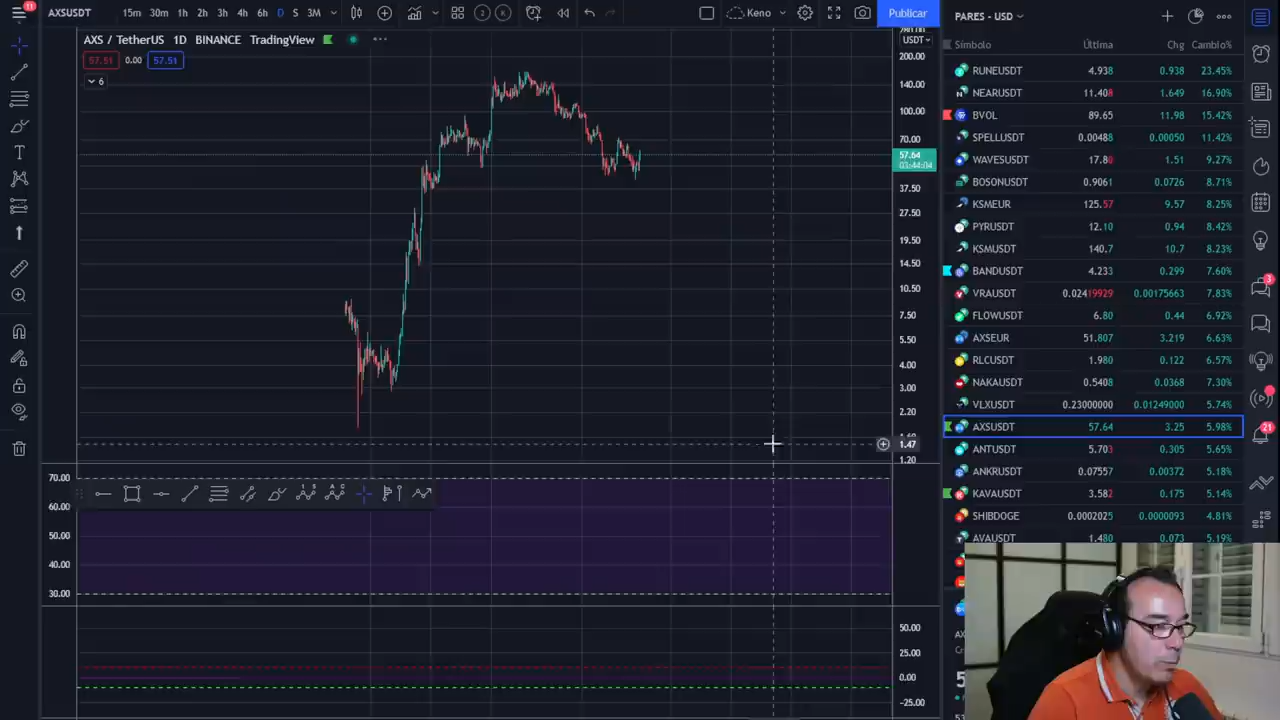 11
AXSUSDT
15m 30m 1h 2h 3h 4h 6h D S 3M
2 K
Keno
Publicar
PARES - USD
AXS / TetherUS 1D BINANCE TradingView
57.51 0.00 57.51
6
280.00
USDT
200.00
140.00
100.00
70.00
57.64
03:44:04
37.50
27.50
19.50
14.50
10.50
7.50
5.50
4.00
3.00
2.20
1.47
1.20
70.00
60.00
50.00
40.00
30.00
50.00
25.00
0.00
−25.00
Símbolo Última Chg Cambio%
RUNEUSDT 4.938 0.938 23.45%
NEARUSDT 11.408 1.649 16.90%
BVOL 89.65 11.98 15.42%
SPELLUSDT 0.00488 0.00050 11.42%
WAVESUSDT 17.80 1.51 9.27%
BOSONUSDT 0.9061 0.0726 8.71%
KSMEUR 125.57 9.57 8.25%
PYRUSDT 12.10 0.94 8.42%
KSMUSDT 140.7 10.7 8.23%
BANDUSDT 4.233 0.299 7.60%
VRAUSDT 0.02419929 0.00175663 7.83%
FLOWUSDT 6.80 0.44 6.92%
AXSEUR 51.807 3.219 6.63%
RLCUSDT 1.980 0.122 6.57%
NAKAUSDT 0.5408 0.0368 7.30%
VLXUSDT 0.23000000 0.01249000 5.74%
AXSUSDT 57.64 3.25 5.98%
ANTUSDT 5.703 0.305 5.65%
ANKRUSDT 0.07557 0.00372 5.18%
KAVAUSDT 3.582 0.175 5.14%
SHIBDOGE 0.0002025 0.0000093 4.81%
AVAUSDT 1.480 0.073 5.19%
3
21